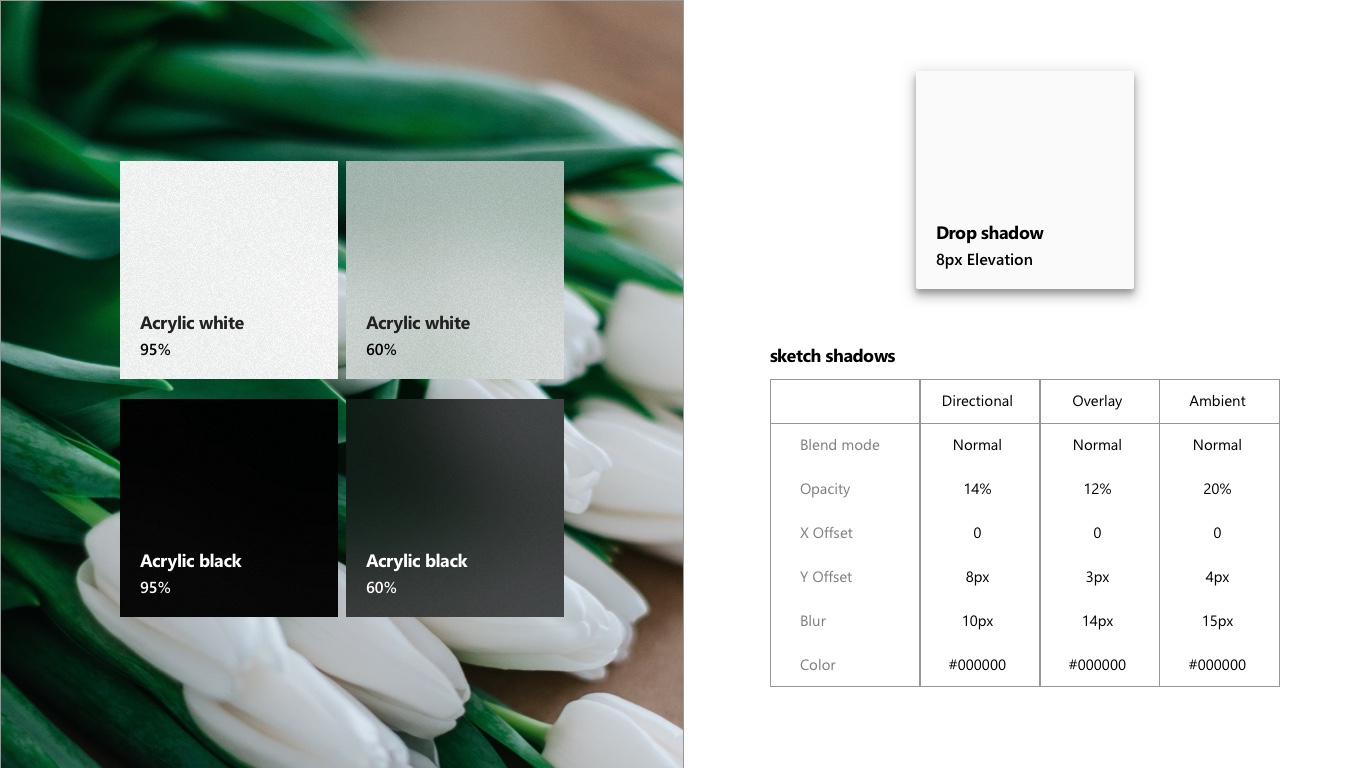 Acrylic white
95%
Acrylic white
60%
Acrylic black
95%
Acrylic black
60%
Drop shadow
8px Elevation
sketch shadows
Directional Overlay Ambient
Blend mode Normal Normal Normal
Opacity 14% 12% 20%
X Offset 0 0 0
Y Offset 8px 3px 4px
Blur 10px 14px 15px
Color #000000 #000000 #000000